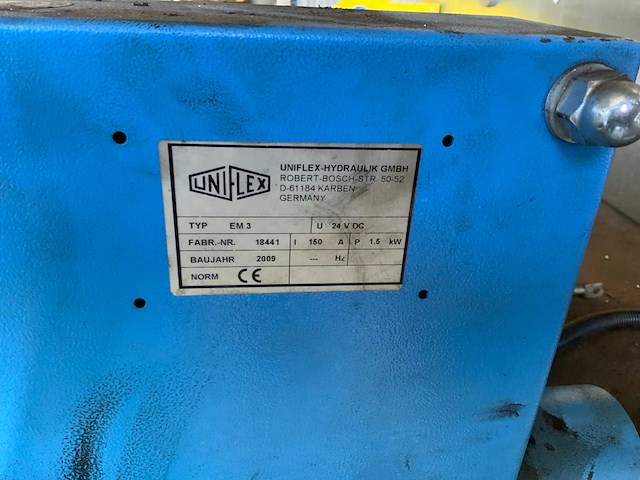 UNIFLEX
UNIFLEX-HYDRAULIK GMBH
ROBERT-BOSCH-STR. 50-52
D-61184 KARBEN
GERMANY
TYP EM 3 U 24 V DC
FABR.-NR. 18441 I 150 A P 1.5 kW
BAUJAHR 2009 --- Hz
NORM CE